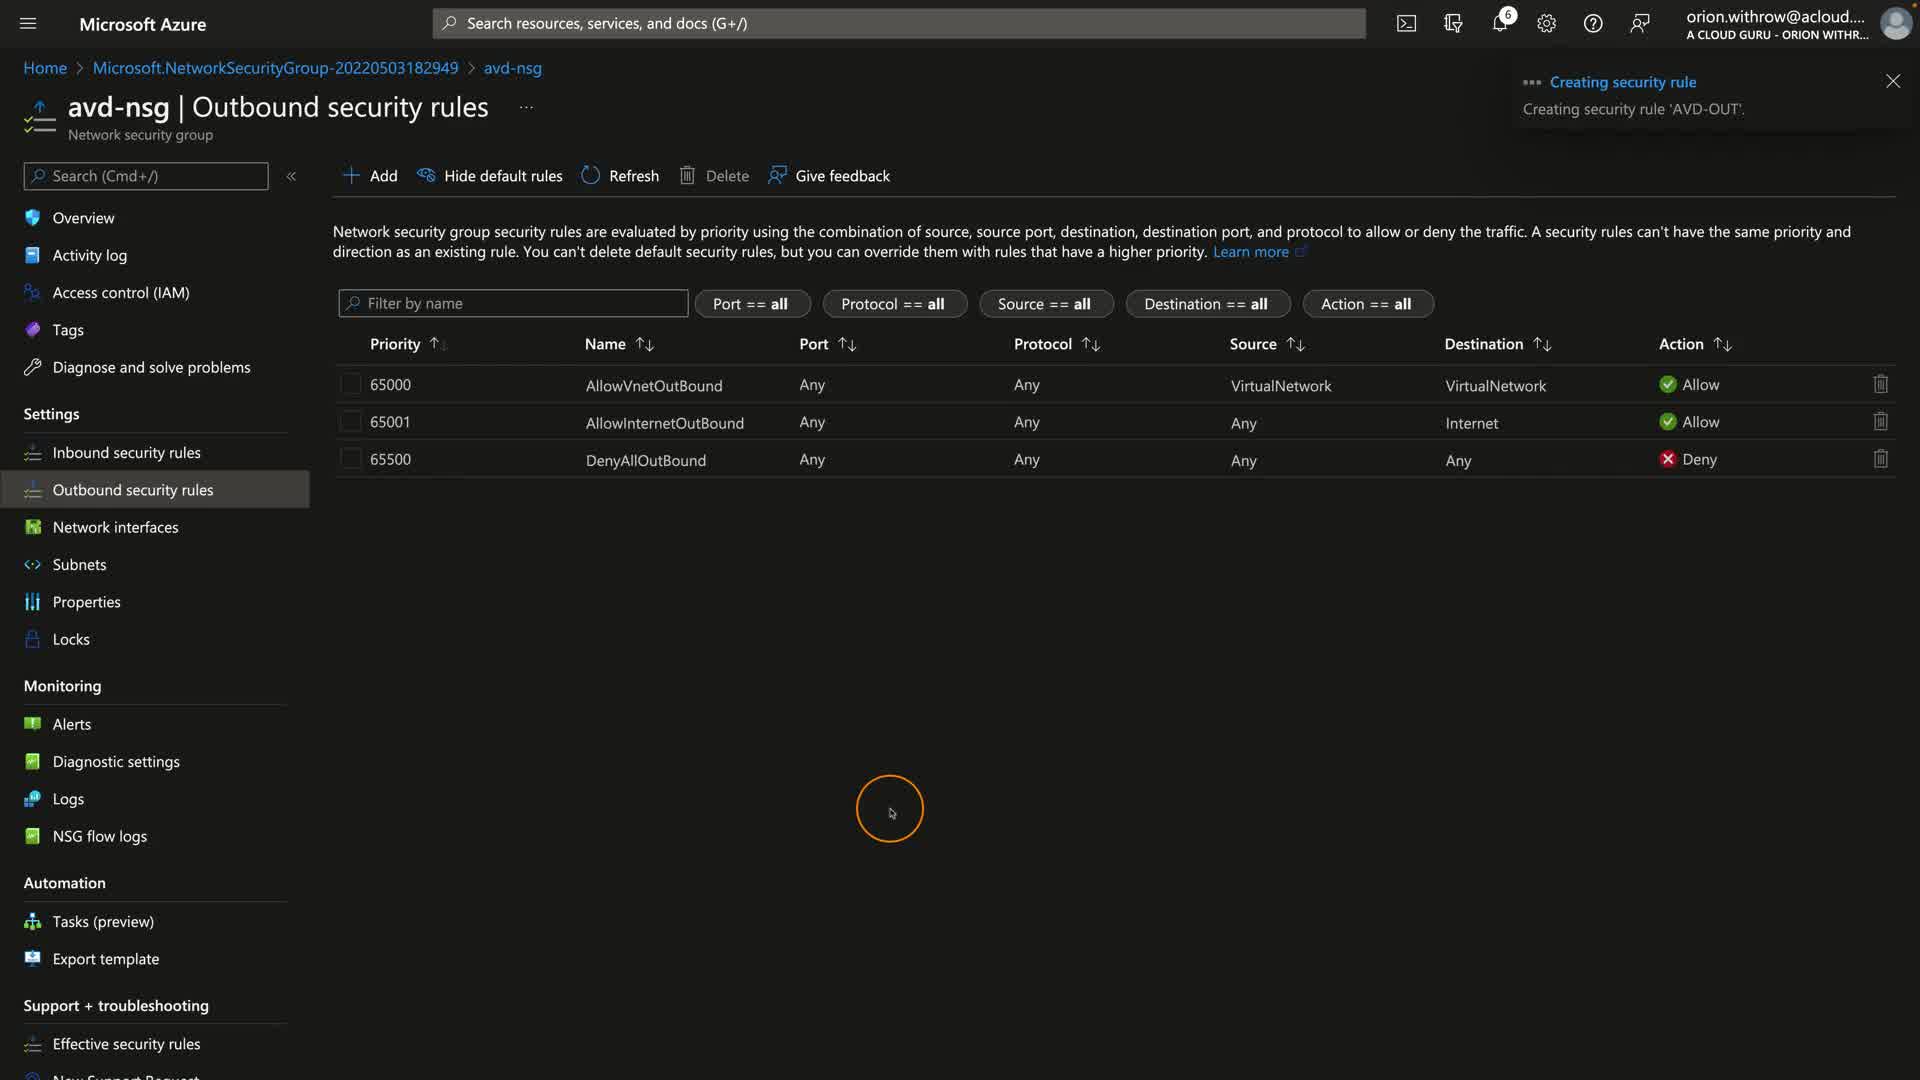 Microsoft Azure
Search resources, services, and docs (G+/)
6
orion.withrow@acloud....
A CLOUD GURU - ORION WITHR...
Home > Microsoft.NetworkSecurityGroup-20220503182949 > avd-nsg
Creating security rule
Creating security rule 'AVD-OUT'.
avd-nsg | Outbound security rules ...
Network security group
Search (Cmd+/)
«
Add
Hide default rules
Refresh
Delete
Give feedback
Overview
Activity log
Access control (IAM)
Tags
Diagnose and solve problems
Settings
Inbound security rules
Outbound security rules
Network interfaces
Subnets
Properties
Locks
Monitoring
Alerts
Diagnostic settings
Logs
NSG flow logs
Automation
Tasks (preview)
Export template
Support + troubleshooting
Effective security rules
New Support Request
Network security group security rules are evaluated by priority using the combination of source, source port, destination, destination port, and protocol to allow or deny the traffic. A security rules can't have the same priority and
direction as an existing rule. You can't delete default security rules, but you can override them with rules that have a higher priority. Learn more
Filter by name
Port == all
Protocol == all
Source == all
Destination == all
Action == all
Priority ↑ Name ↑↓ Port ↑↓ Protocol ↑↓ Source ↑↓ Destination ↑↓ Action ↑↓
65000 AllowVnetOutBound Any Any VirtualNetwork VirtualNetwork Allow
65001 AllowInternetOutBound Any Any Any Internet Allow
65500 DenyAllOutBound Any Any Any Any Deny